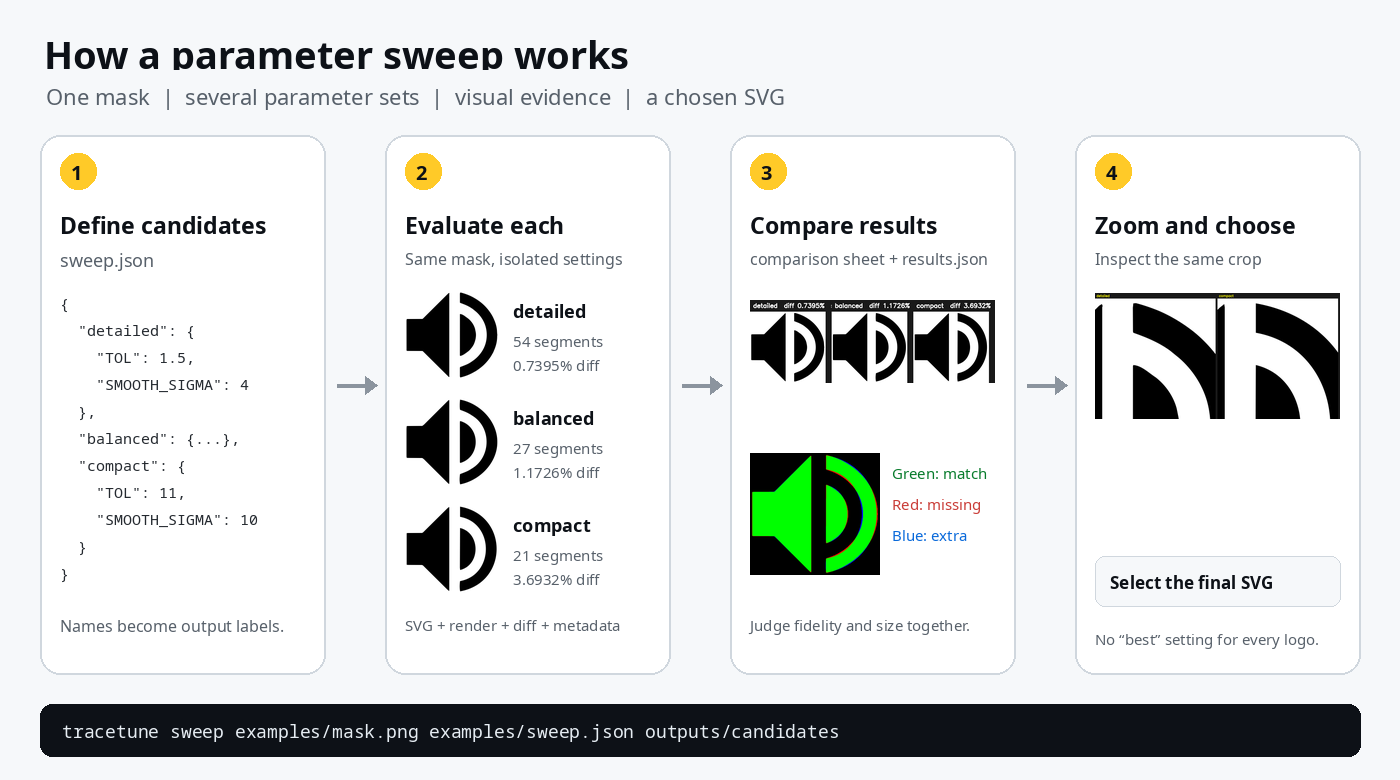 How a parameter sweep works
One mask | several parameter sets | visual evidence | a chosen SVG
1
Define candidates
sweep.json
{
"detailed": {
"TOL": 1.5,
"SMOOTH_SIGMA": 4
},
"balanced": {...},
"compact": {
"TOL": 11,
"SMOOTH_SIGMA": 10
}
}
Names become output labels.
2
Evaluate each
Same mask, isolated settings
detailed
54 segments
0.7395% diff
balanced
27 segments
1.1726% diff
compact
21 segments
3.6932% diff
SVG + render + diff + metadata
3
Compare results
comparison sheet + results.json
detailed diff 0.7395% : balanced diff 1.1726% compact diff 3.6932%
Green: match
Red: missing
Blue: extra
Judge fidelity and size together.
4
Zoom and choose
Inspect the same crop
detailed compact
Select the final SVG
No “best” setting for every logo.
tracetune sweep examples/mask.png examples/sweep.json outputs/candidates